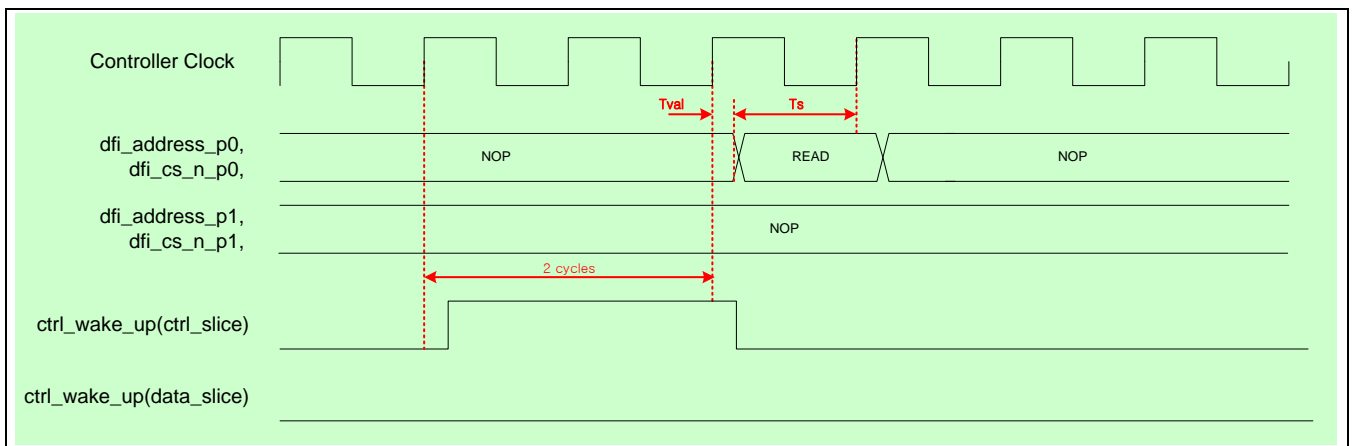 Controller Clock
Tval
Ts
dfi_address_p0,
dfi_cs_n_p0,
NOP
READ
NOP
dfi_address_p1,
dfi_cs_n_p1,
NOP
2 cycles
ctrl_wake_up(ctrl_slice)
ctrl_wake_up(data_slice)